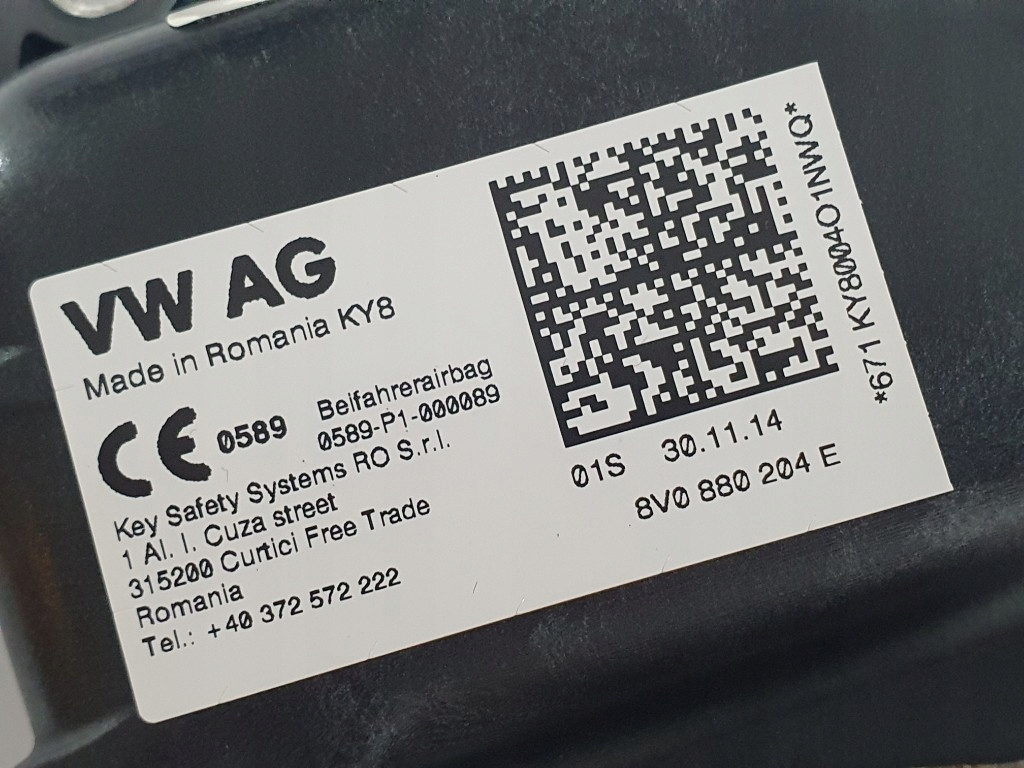 VW AG
Made in Romania KY8
CE 0589
Beifahrerairbag
0589-P1-000089
Key Safety Systems RO S.r.l.
1 Al. I. Cuza street
315200 Curtici Free Trade
Romania
Tel.: +40 372 572 222
01S 30.11.14
8V0 880 204 E
*671 KY8004O1NWQ*